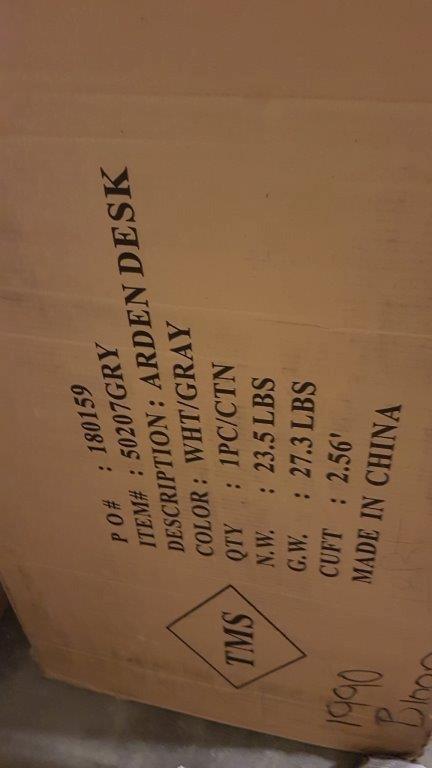 PO# : 180159
ITEM# : 50207GRY
DESCRIPTION : ARDEN DESK
COLOR : WHT/GRAY
QTY : 1PC/CTN
N.W. : 23.5 LBS
G.W. : 27.3 LBS
CUFT : 2.56'
MADE IN CHINA
TMS
1990